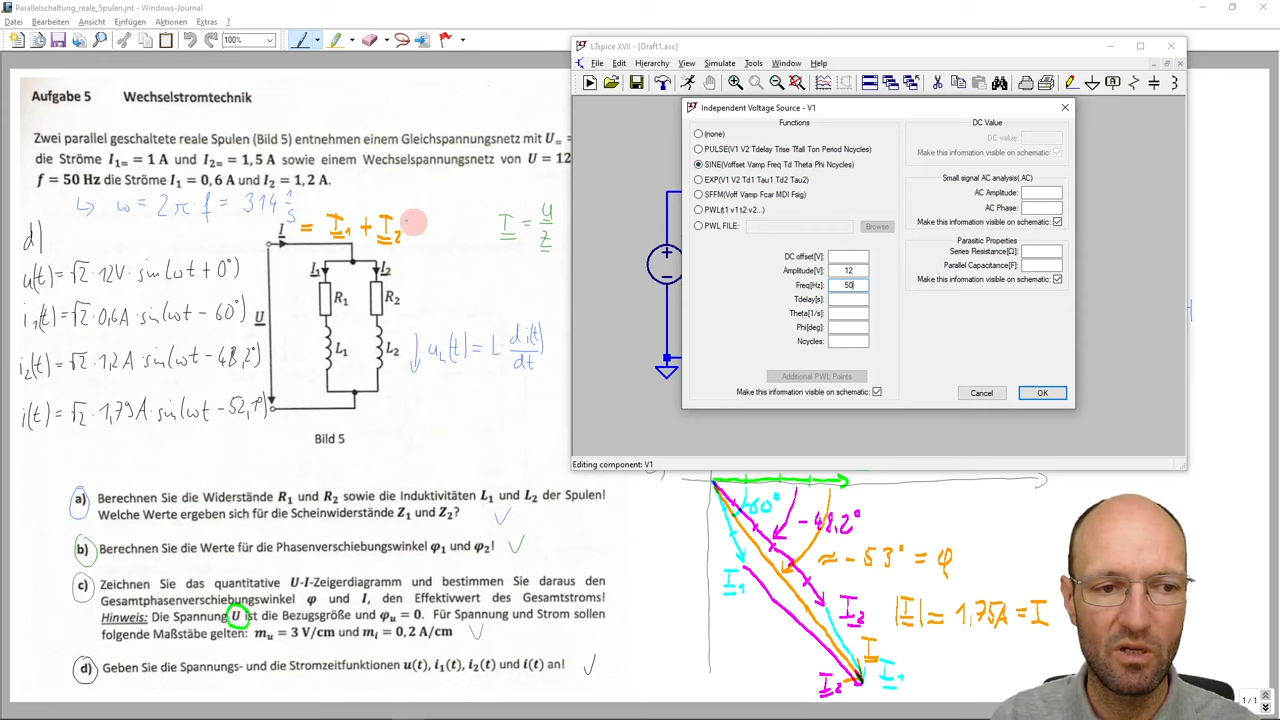 Parallelschaltung_reale_Spulen.jnt - Windows-Journal
Datei Bearbeiten Ansicht Einfügen Aktionen Extras ?
100%
Aufgabe 5 Wechselstromtechnik
Zwei parallel geschaltete reale Spulen (Bild 5) entnehmen einem Gleichspannungsnetz mit U= =
die Ströme I1= = 1 A und I2= = 1,5 A sowie einem Wechselspannungsnetz von U = 12
f = 50 Hz die Ströme I1 = 0,6 A und I2 = 1,2 A.
↳ ω = 2π·f = 314 1/s
d)
I = I1 + I2
I = U/Z
u(t) = √2·12V·sin(ωt + 0°)
i1(t) = √2·0,6A·sin(ωt - 60°)
i2(t) = √2·1,2A·sin(ωt - 48,2°)
i(t) = √2·1,79A·sin(ωt - 52,1°)
I1 I2
R1 R2
U
L1 L2
uL(t) = L · di(t)/dt
Bild 5
a) Berechnen Sie die Widerstände R1 und R2 sowie die Induktivitäten L1 und L2 der Spulen!
Welche Werte ergeben sich für die Scheinwiderstände Z1 und Z2?
b) Berechnen Sie die Werte für die Phasenverschiebungswinkel φ1 und φ2!
c) Zeichnen Sie das quantitative U-I-Zeigerdiagramm und bestimmen Sie daraus den
Gesamtphasenverschiebungswinkel φ und I, den Effektivwert des Gesamtstroms!
Hinweis: Die Spannung U ist die Bezugsgröße und φu = 0. Für Spannung und Strom sollen
folgende Maßstäbe gelten: mu = 3 V/cm und mi = 0,2 A/cm
d) Geben Sie die Spannungs- und die Stromzeitfunktionen u(t), i1(t), i2(t) und i(t) an!
LTspice XVII - [Draft1.asc]
File Edit Hierarchy View Simulate Tools Window Help
Independent Voltage Source - V1
Functions
(none)
PULSE(V1 V2 Tdelay Trise Tfall Ton Period Ncycles)
SINE(Voffset Vamp Freq Td Theta Phi Ncycles)
EXP(V1 V2 Td1 Tau1 Td2 Tau2)
SFFM(Voff Vamp Fcar MDI Fsig)
PWL(t1 v1 t2 v2...)
PWL FILE: Browse
DC offset[V]:
Amplitude[V]: 12
Freq[Hz]: 50
Tdelay[s]:
Theta[1/s]:
Phi[deg]:
Ncycles:
Additional PWL Points
Make this information visible on schematic:
DC Value
DC value:
Make this information visible on schematic:
Small signal AC analysis(.AC)
AC Amplitude:
AC Phase:
Make this information visible on schematic:
Parasitic Properties
Series Resistance[Ω]:
Parallel Capacitance[F]:
Make this information visible on schematic:
Cancel OK
Editing component: V1
60°
-48,2°
≈ -53° = φ
I1
I2
|I| ≈ 1,75A = I
I
I2 I1
1/1